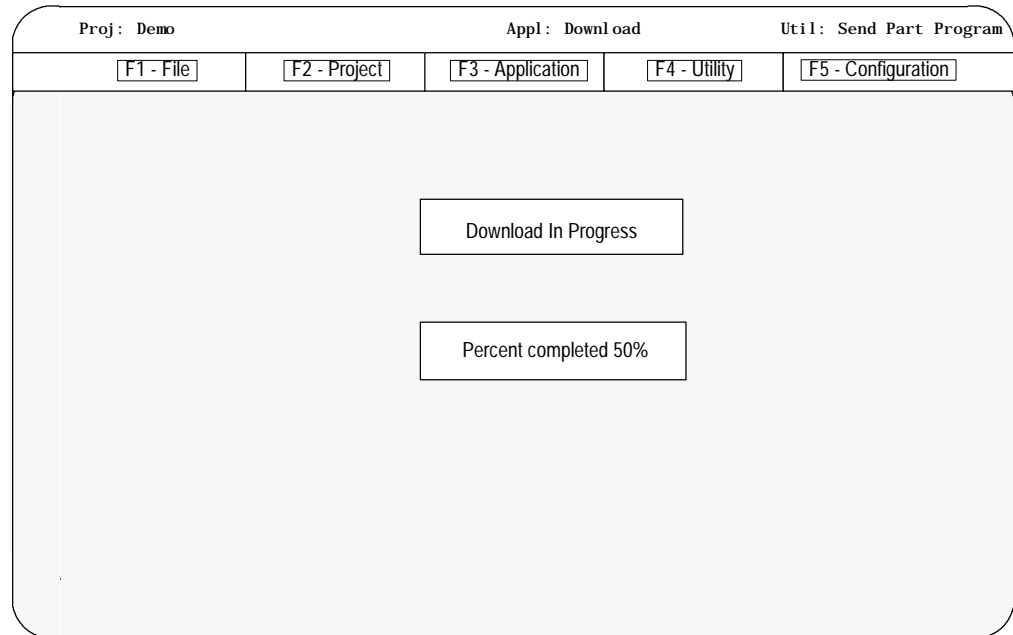 Proj: Demo Appl: Download Util: Send Part Program
F1 - File F2 - Project F3 - Application F4 - Utility F5 - Configuration
Download In Progress
Percent completed 50%